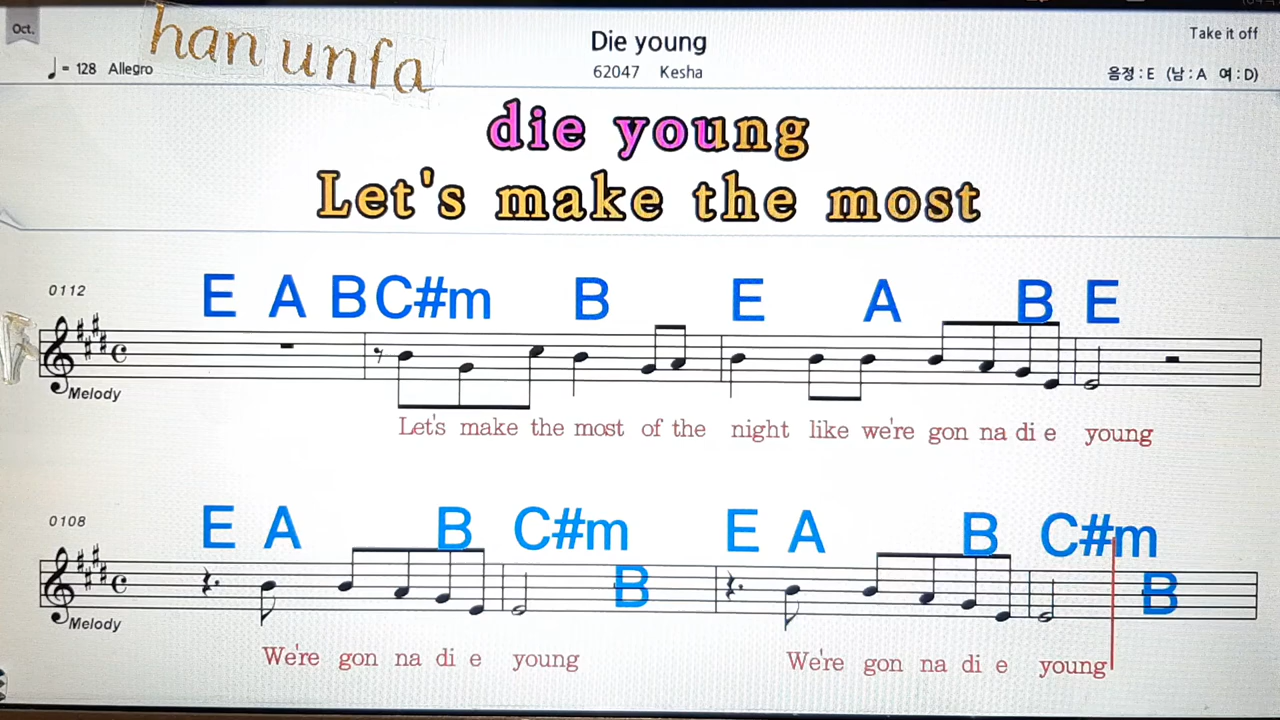 Oct.
han unfa
Die young
Take it off
♩ = 128 Allegro
62047 Kesha
음정 : E (남 : A 여 : D)
die young
Let's make the most
0112
E A B C#m B E A B E
Melody
Let's make the most of the night like we're gon na di e young
0108
E A B C#m B E A B C#m B
Melody
We're gon na di e young We're gon na di e young